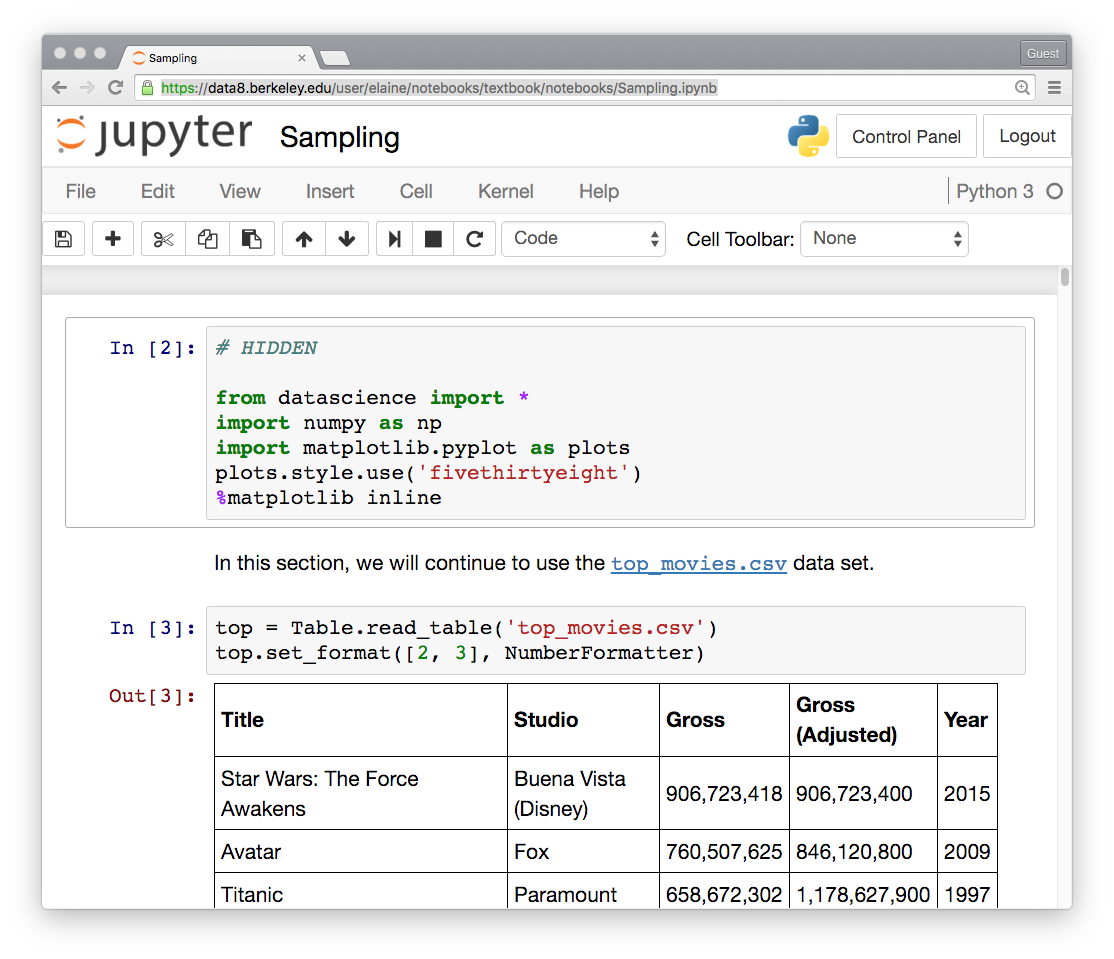 Sampling
Guest
https://data8.berkeley.edu/user/elaine/notebooks/textbook/notebooks/Sampling.ipynb
jupyter Sampling Control Panel Logout
File Edit View Insert Cell Kernel Help Python 3
Code Cell Toolbar: None
In [2]: # HIDDEN
from datascience import *
import numpy as np
import matplotlib.pyplot as plots
plots.style.use('fivethirtyeight')
%matplotlib inline
In this section, we will continue to use the top_movies.csv data set.
In [3]: top = Table.read_table('top_movies.csv')
top.set_format([2, 3], NumberFormatter)
Out[3]:
Title Studio Gross Gross (Adjusted) Year
Star Wars: The Force Awakens Buena Vista (Disney) 906,723,418 906,723,400 2015
Avatar Fox 760,507,625 846,120,800 2009
Titanic Paramount 658,672,302 1,178,627,900 1997